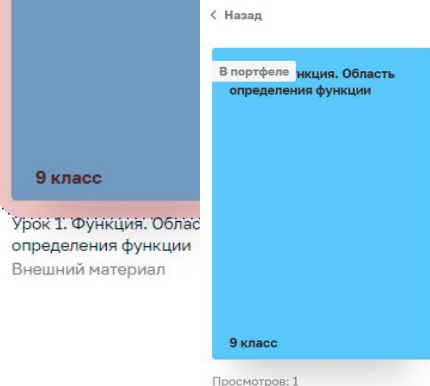 9 класс
Урок 1. Функция. Облас
определения функции
Внешний материал
Назад
В портфеле
нкция. Область
определения функции
9 класс
Просмотров: 1